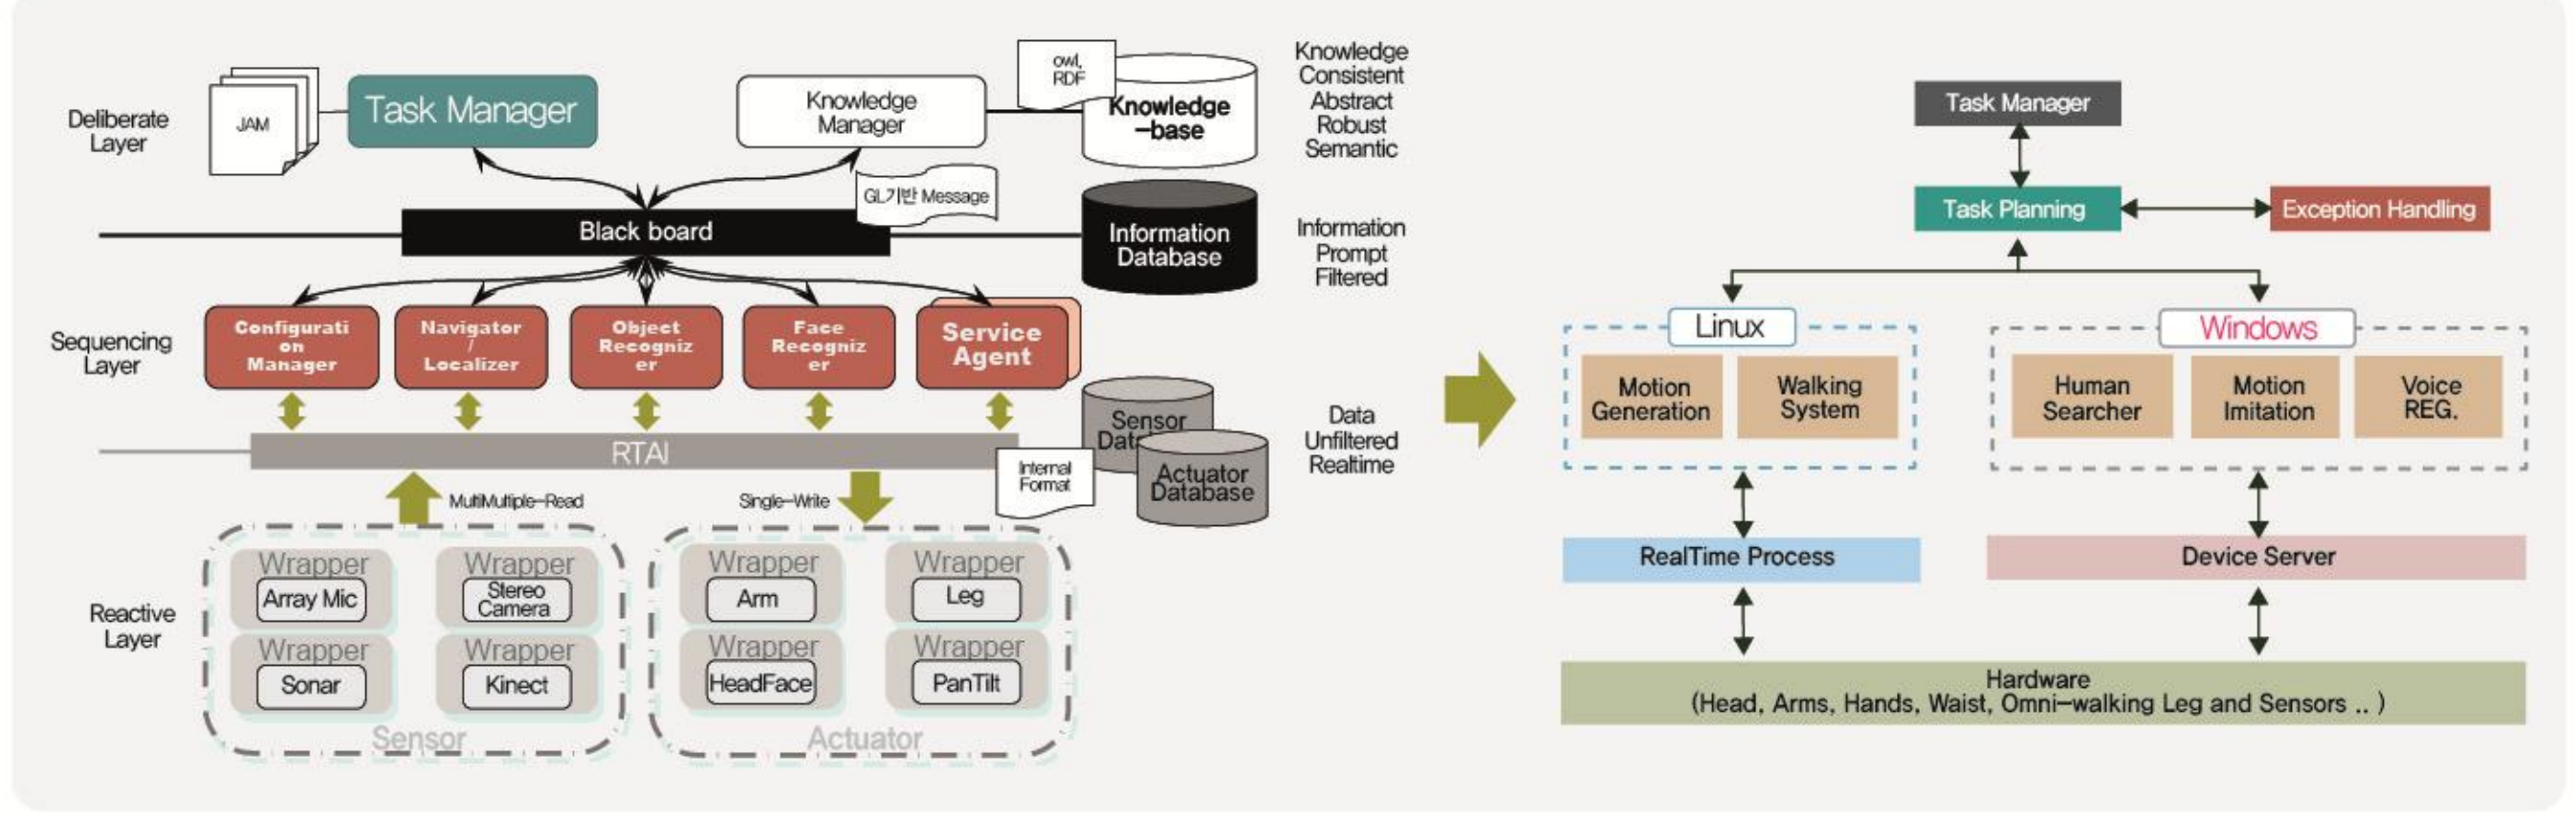 Deliberate
Layer
JAM
Task Manager
Knowledge
Manager
owl,
RDF
Knowledge
-base
Knowledge
Consistent
Abstract
Robust
Semantic
GL기반 Message
Black board
Information
Database
Information
Prompt
Filtered
Sequencing
Layer
Configurati
on
Manager
Navigator
/
Localizer
Object
Recogniz
er
Face
Recogniz
er
Service
Agent
RTAI
Sensor
Actuator
Database
Internal
Format
Data
Unfiltered
Realtime
MultiMultiple-Read
Single-Write
Reactive
Layer
Wrapper
Array Mic
Wrapper
Stereo
Camera
Wrapper
Sonar
Wrapper
Kinect
Sensor
Wrapper
Arm
Wrapper
Leg
Wrapper
HeadFace
Wrapper
PanTilt
Actuator
Task Manager
Task Planning
Exception Handling
Linux
Motion
Generation
Walking
System
Windows
Human
Searcher
Motion
Imitation
Voice
REG.
RealTime Process
Device Server
Hardware
(Head, Arms, Hands, Waist, Omni-walking Leg and Sensors .. )